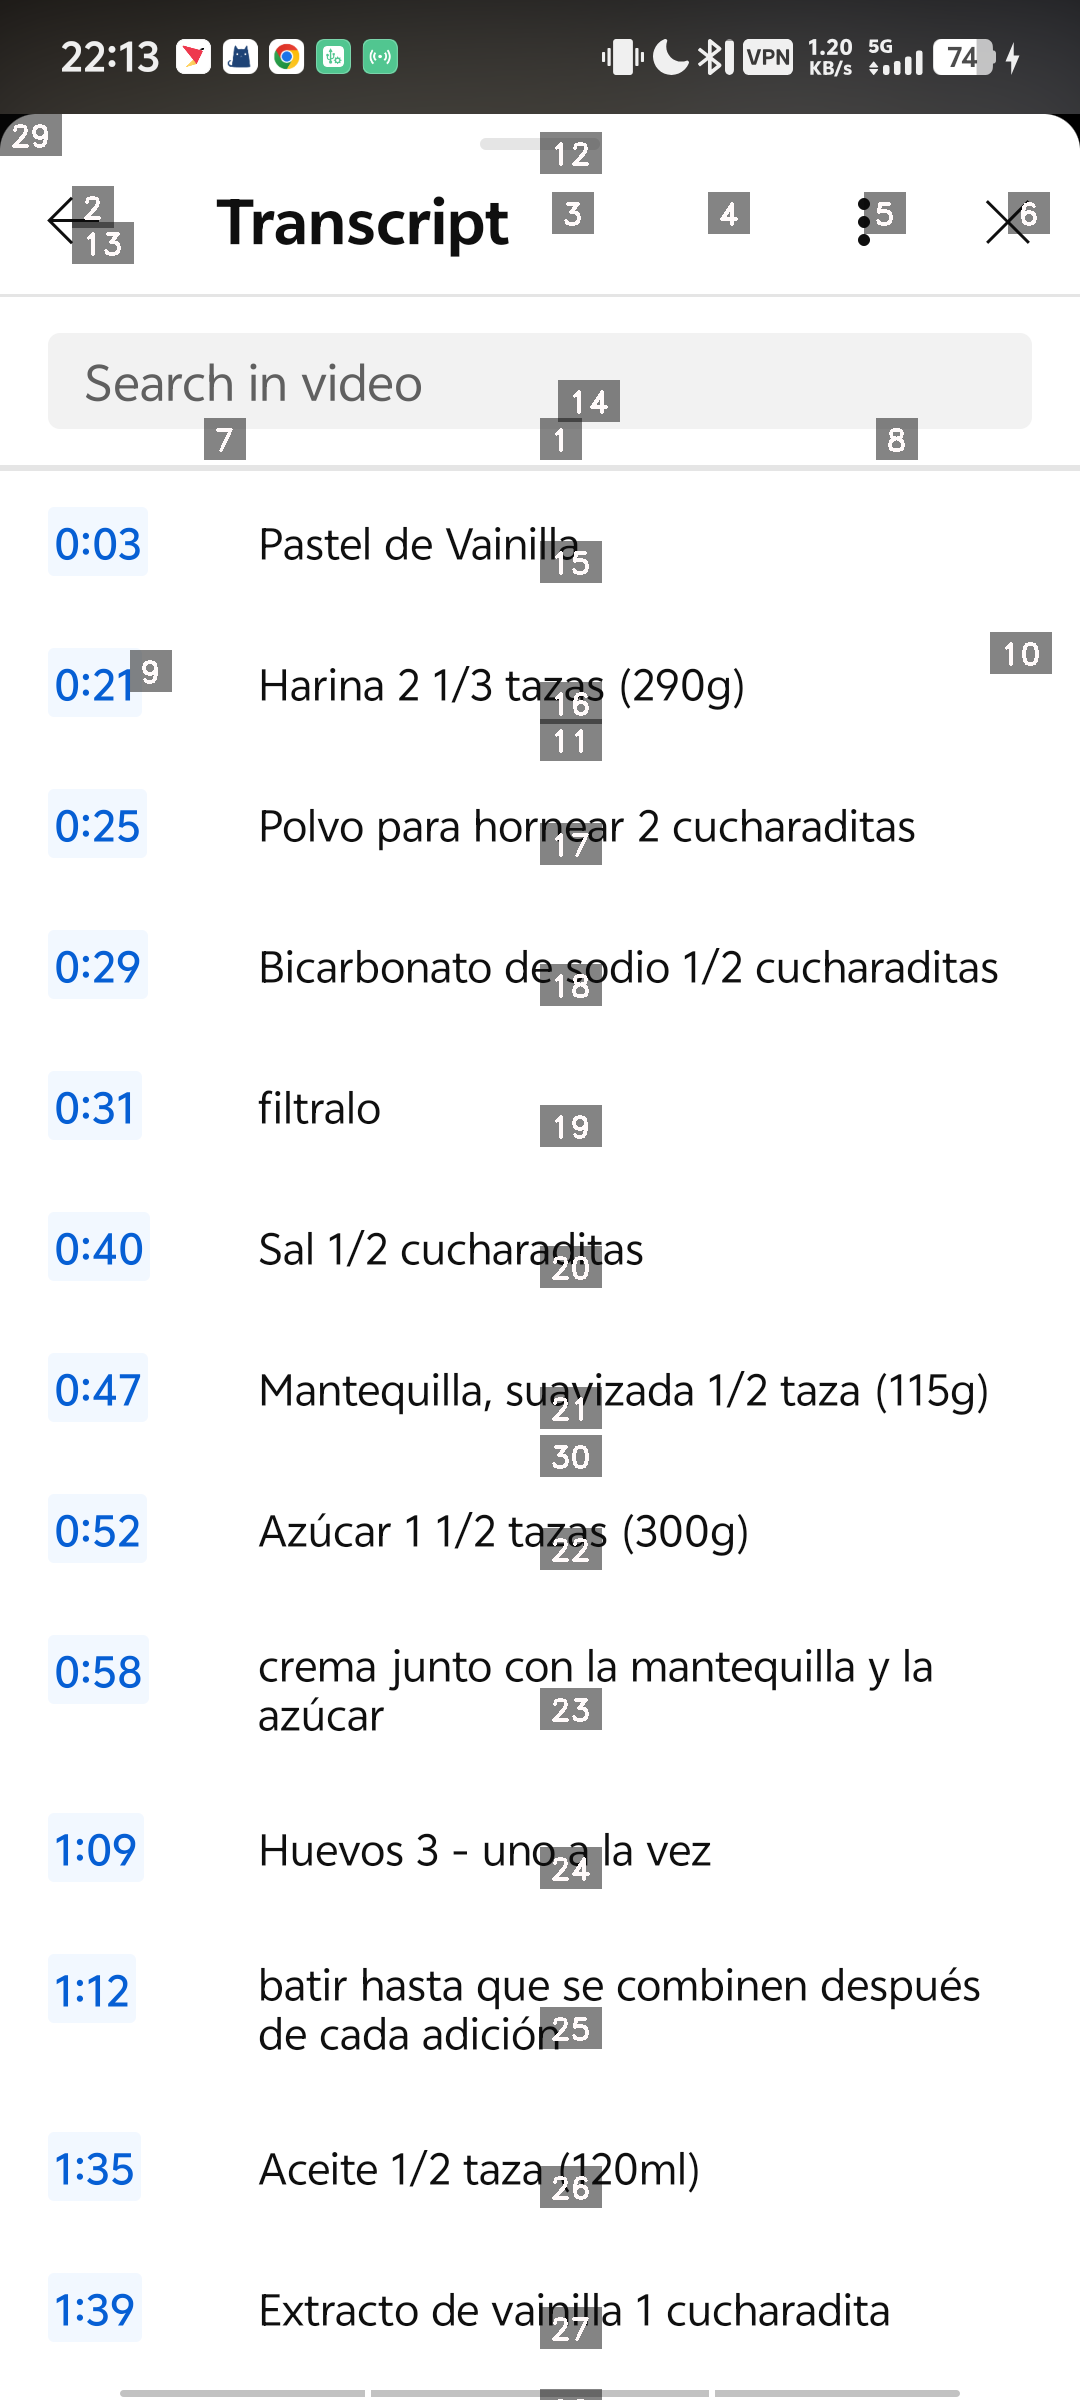 22:13
VPN 1.20 KB/s 5G 74
29
12
2 Transcript 3 4 5 6
13
Search in video
14
7 1 8
0:03 Pastel de Vainilla
15
0:21 Harina 2 1/3 tazas (290g)
9 10
16
11
0:25 Polvo para hornear 2 cucharaditas
17
0:29 Bicarbonato de sodio 1/2 cucharaditas
18
0:31 filtralo
19
0:40 Sal 1/2 cucharaditas
20
0:47 Mantequilla, suavizada 1/2 taza (115g)
21
30
0:52 Azúcar 1 1/2 tazas (300g)
22
0:58 crema junto con la mantequilla y la
azúcar
23
1:09 Huevos 3 - uno a la vez
24
1:12 batir hasta que se combinen después
de cada adición
25
1:35 Aceite 1/2 taza (120ml)
26
1:39 Extracto de vainilla 1 cucharadita
27